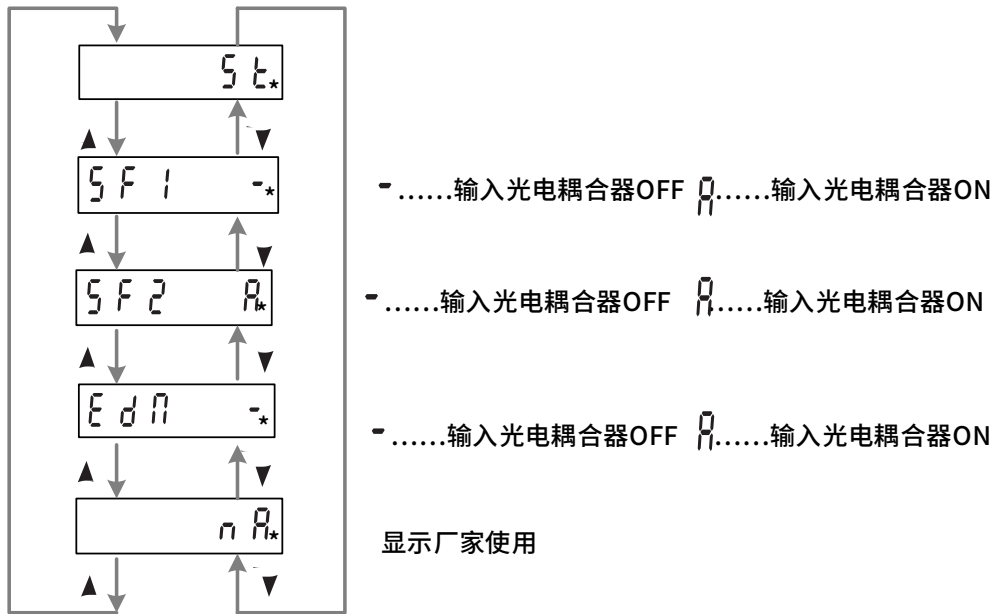 St*
SF1 -*
-......输入光电耦合器OFF A......输入光电耦合器ON
SF2 A*
-......输入光电耦合器OFF A......输入光电耦合器ON
EdM -*
-......输入光电耦合器OFF A......输入光电耦合器ON
nA*
显示厂家使用